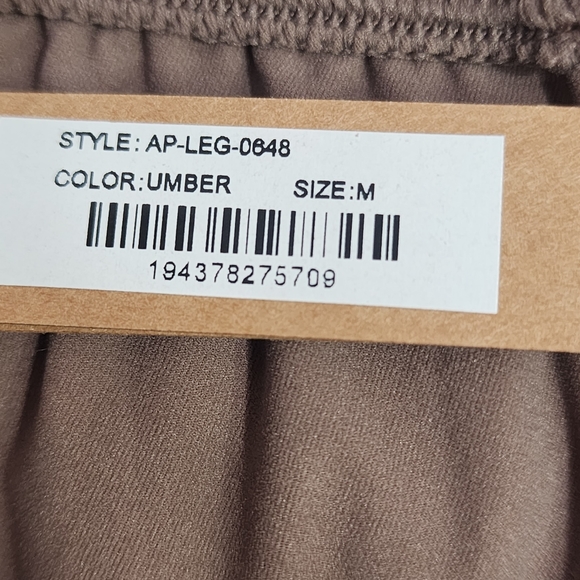 STYLE: AP-LEG-0648
COLOR:UMBER SIZE:M
194378275709